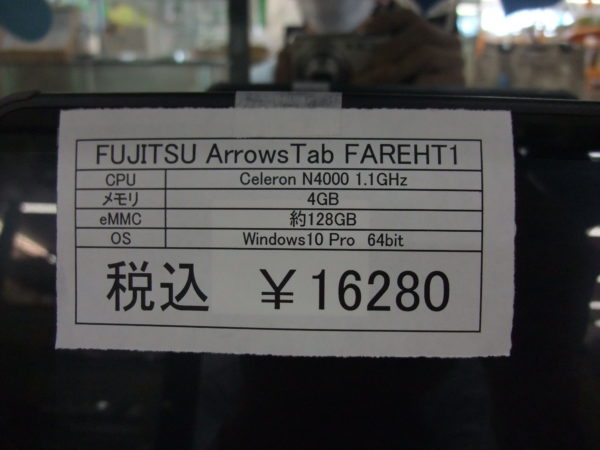 FUJITSU ArrowsTab FAREHT1
CPU Celeron N4000 1.1GHz
メモリ 4GB
eMMC 約128GB
OS Windows10 Pro 64bit
税込 ￥16280